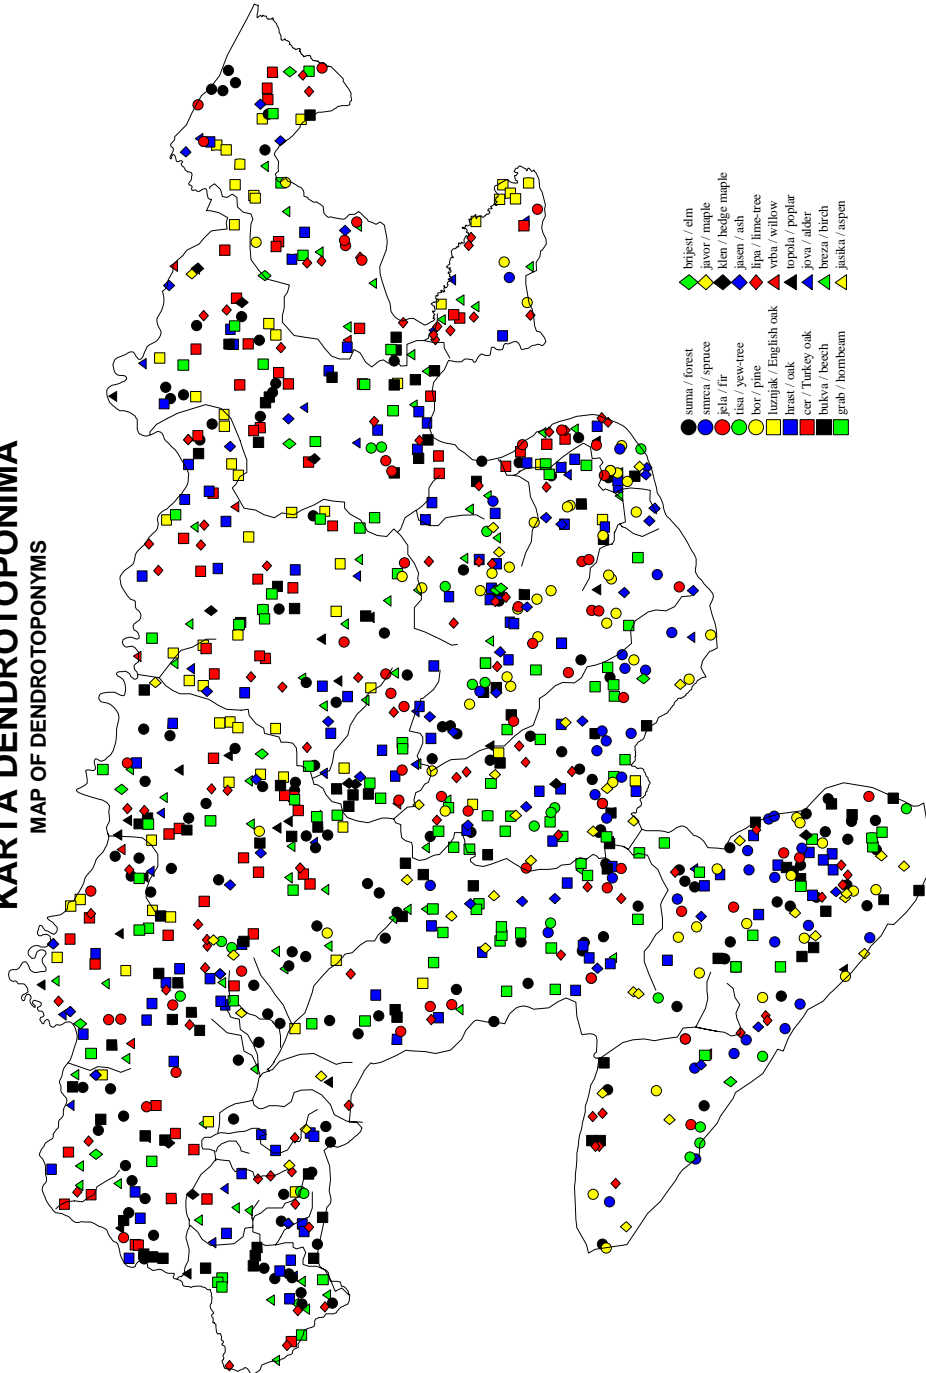 KARTA DENDROTOPONIMA
MAP OF DENDROTOPONYMS
suma / forest
smrca / spruce
jela / fir
tisa / yew-tree
bor / pine
luznjak / English oak
hrast / oak
cer / Turkey oak
bukva / beech
grab / hornbeam
brijest / elm
javor / maple
klen / hedge maple
jasen / ash
lipa / lime-tree
vrba / willow
topola / poplar
jova / alder
breza / birch
jasika / aspen